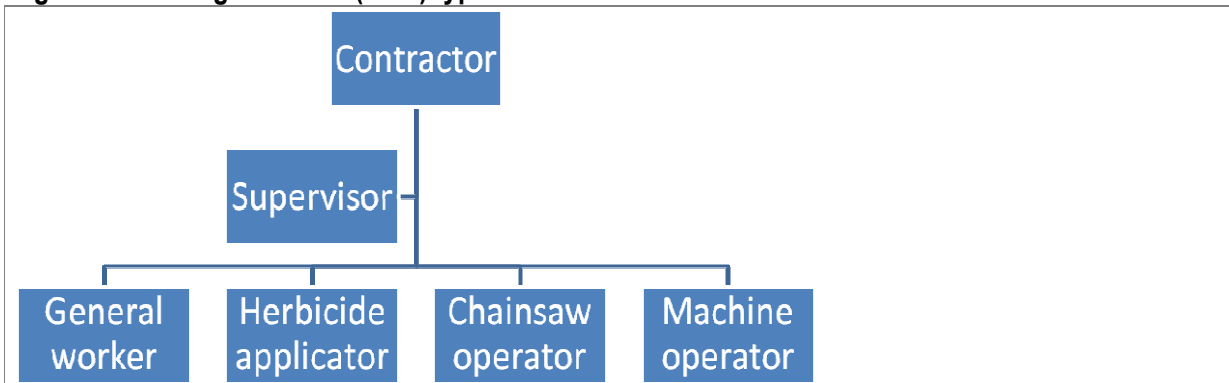 Contractor
Supervisor
General
worker
Herbicide
applicator
Chainsaw
operator
Machine
operator